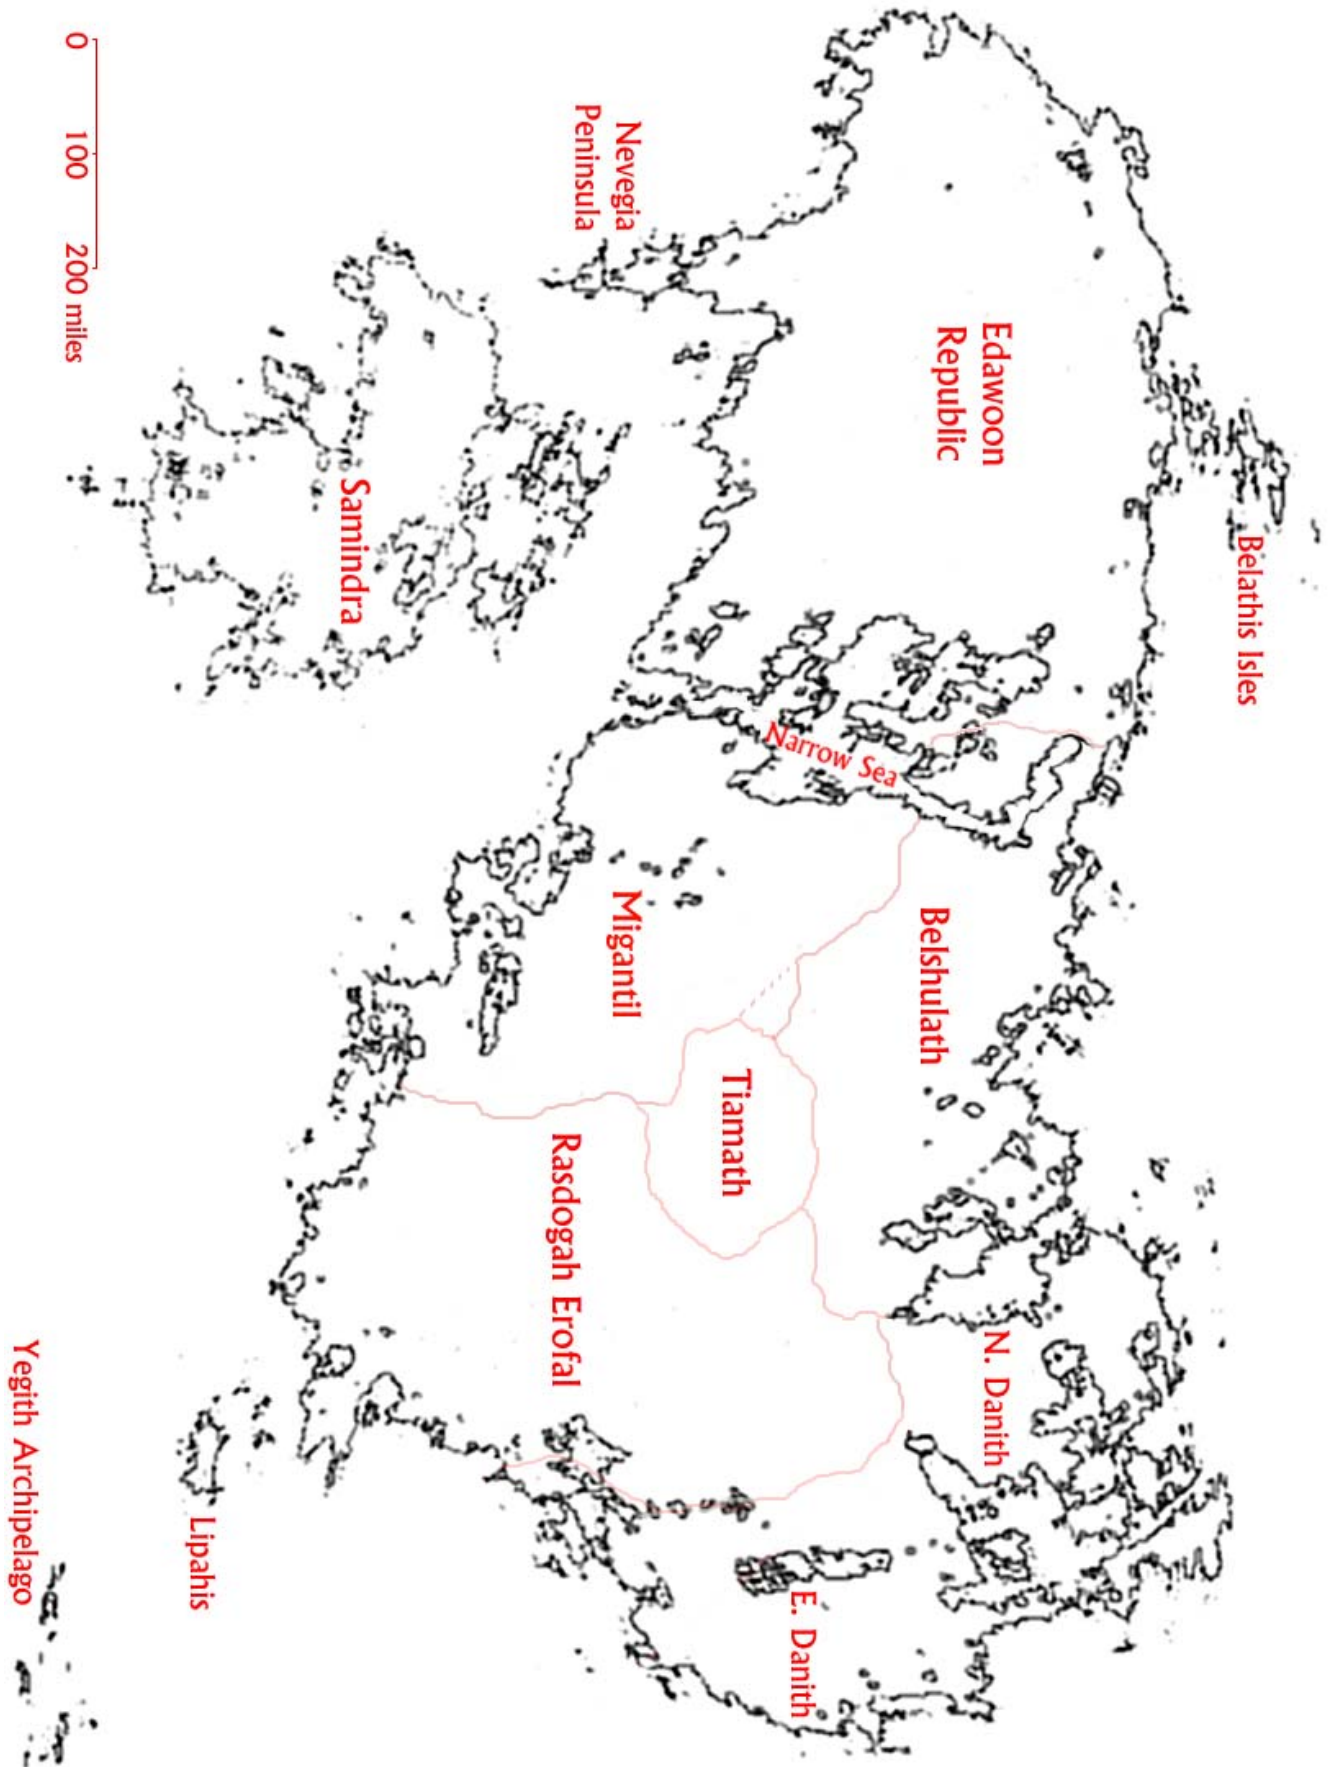 Belathis Isles
Edawoon
Republic
Belshulath
N. Danith
Narrow Sea
E. Danith
Tiamath
Nevegia
Peninsula
Migantil
Rasdogah Erofal
Samindra
Lipahis
0 100 200 miles
Yegith Archipelago